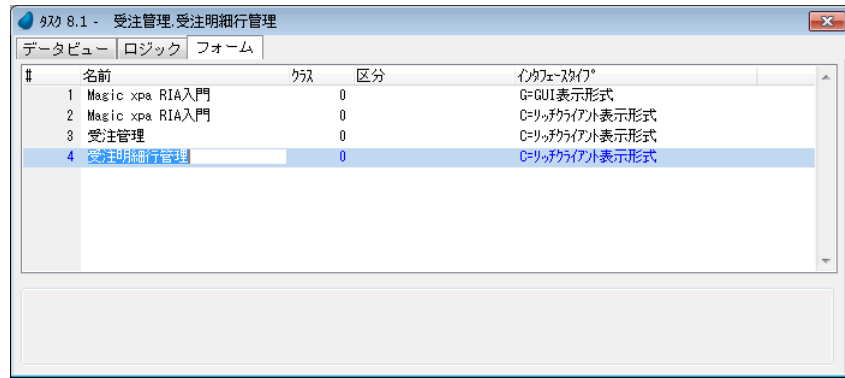 ﾀｽｸ 8.1 - 受注管理.受注明細行管理
データビュー ロジック フォーム
# 名前 ｸﾗｽ 区分 ｲﾝﾀﾌｪｰｽﾀｲﾌﾟ
1 Magic xpa RIA入門 0 G=GUI表示形式
2 Magic xpa RIA入門 0 C=ﾘｯﾁｸﾗｲｱﾝﾄ表示形式
3 受注管理 0 C=ﾘｯﾁｸﾗｲｱﾝﾄ表示形式
4 受注明細行管理 0 C=ﾘｯﾁｸﾗｲｱﾝﾄ表示形式